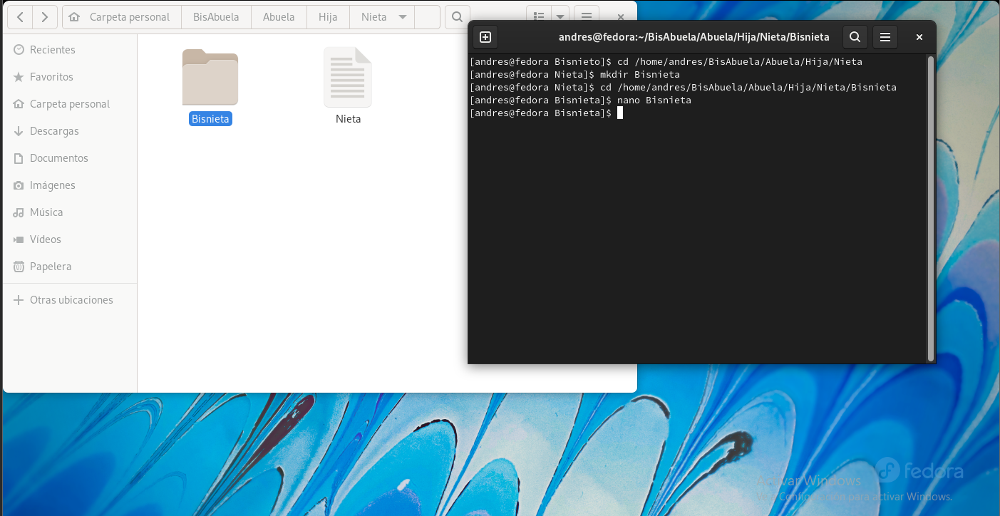 Carpeta personal BisAbuela Abuela Hija Nieta
Recientes
Favoritos
Carpeta personal
Descargas
Documentos
Imágenes
Música
Vídeos
Papelera
Otras ubicaciones
Bisnieta
Nieta
andres@fedora:~/BisAbuela/Abuela/Hija/Nieta/Bisnieta
[andres@fedora Bisnieto]$ cd /home/andres/BisAbuela/Abuela/Hija/Nieta
[andres@fedora Nieta]$ mkdir Bisnieta
[andres@fedora Nieta]$ cd /home/andres/BisAbuela/Abuela/Hija/Nieta/Bisnieta
[andres@fedora Bisnieta]$ nano Bisnieta
[andres@fedora Bisnieta]$
fedora
Activar Windows
Ve a Configuración para activar Windows.